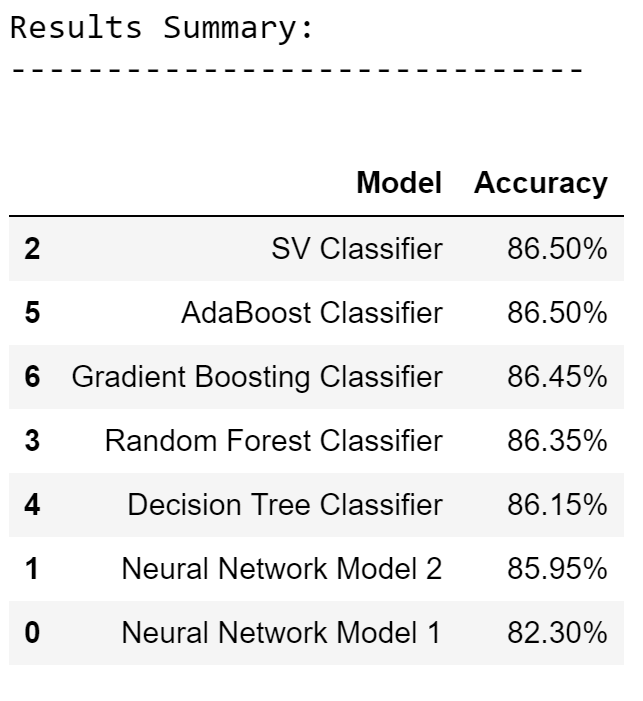 Results Summary:
------------------------------
Model Accuracy
2 SV Classifier 86.50%
5 AdaBoost Classifier 86.50%
6 Gradient Boosting Classifier 86.45%
3 Random Forest Classifier 86.35%
4 Decision Tree Classifier 86.15%
1 Neural Network Model 2 85.95%
0 Neural Network Model 1 82.30%